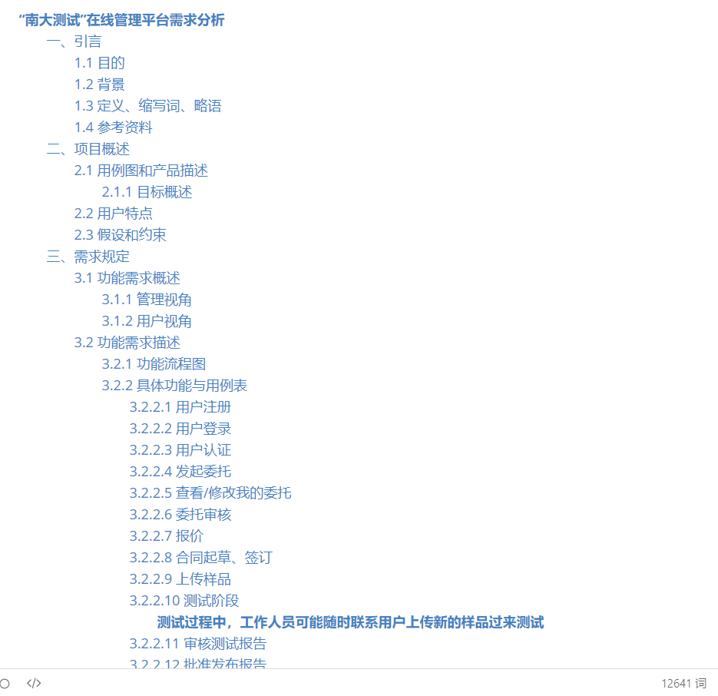 “南大测试”在线管理平台需求分析
一、引言
1.1 目的
1.2 背景
1.3 定义、缩写词、略语
1.4 参考资料
二、项目概述
2.1 用例图和产品描述
2.1.1 目标概述
2.2 用户特点
2.3 假设和约束
三、需求规定
3.1 功能需求概述
3.1.1 管理视角
3.1.2 用户视角
3.2 功能需求描述
3.2.1 功能流程图
3.2.2 具体功能与用例表
3.2.2.1 用户注册
3.2.2.2 用户登录
3.2.2.3 用户认证
3.2.2.4 发起委托
3.2.2.5 查看/修改我的委托
3.2.2.6 委托审核
3.2.2.7 报价
3.2.2.8 合同起草、签订
3.2.2.9 上传样品
3.2.2.10 测试阶段
测试过程中，工作人员可能随时联系用户上传新的样品过来测试
3.2.2.11 审核测试报告
3.2.2.12 批准发布报告
</> 12641 词